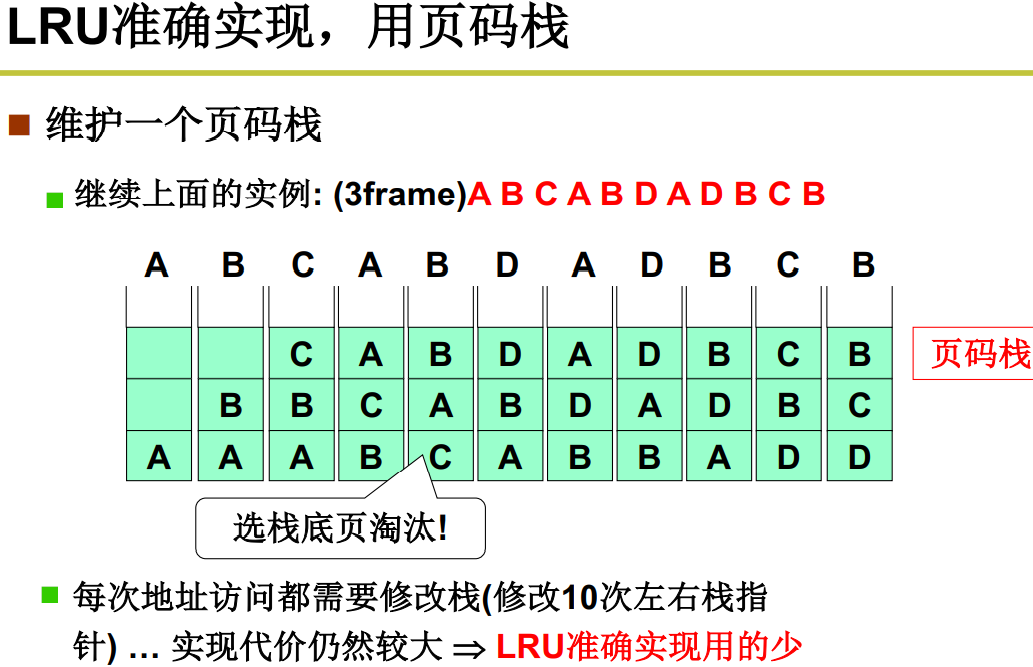 LRU准确实现，用页码栈
维护一个页码栈
继续上面的实例: (3frame)A B C A B D A D B C B
A B C A B D A D B C B
C A B D A D B C B
页码栈
B B C A B D A D B C
A A A B C A B B A D D
选栈底页淘汰!
每次地址访问都需要修改栈(修改10次左右栈指
针) … 实现代价仍然较大 ⇒ LRU准确实现用的少